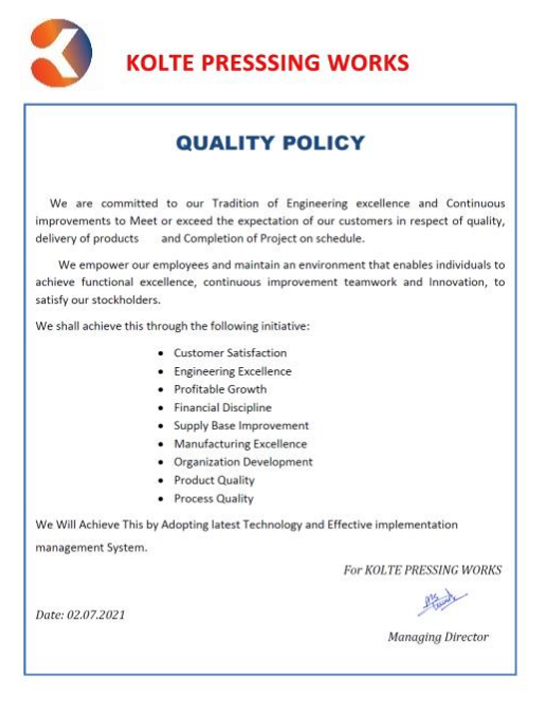 KOLTE PRESSSING WORKS
QUALITY POLICY
We are committed to our Tradition of Engineering excellence and Continuous
improvements to Meet or exceed the expectation of our customers in respect of quality,
delivery of products and Completion of Project on schedule.
We empower our employees and maintain an environment that enables individuals to
achieve functional excellence, continuous improvement teamwork and Innovation, to
satisfy our stockholders.
We shall achieve this through the following initiative:
• Customer Satisfaction
• Engineering Excellence
• Profitable Growth
• Financial Discipline
• Supply Base Improvement
• Manufacturing Excellence
• Organization Development
• Product Quality
• Process Quality
We Will Achieve This by Adopting latest Technology and Effective implementation
management System.
For KOLTE PRESSING WORKS
Date: 02.07.2021
Managing Director